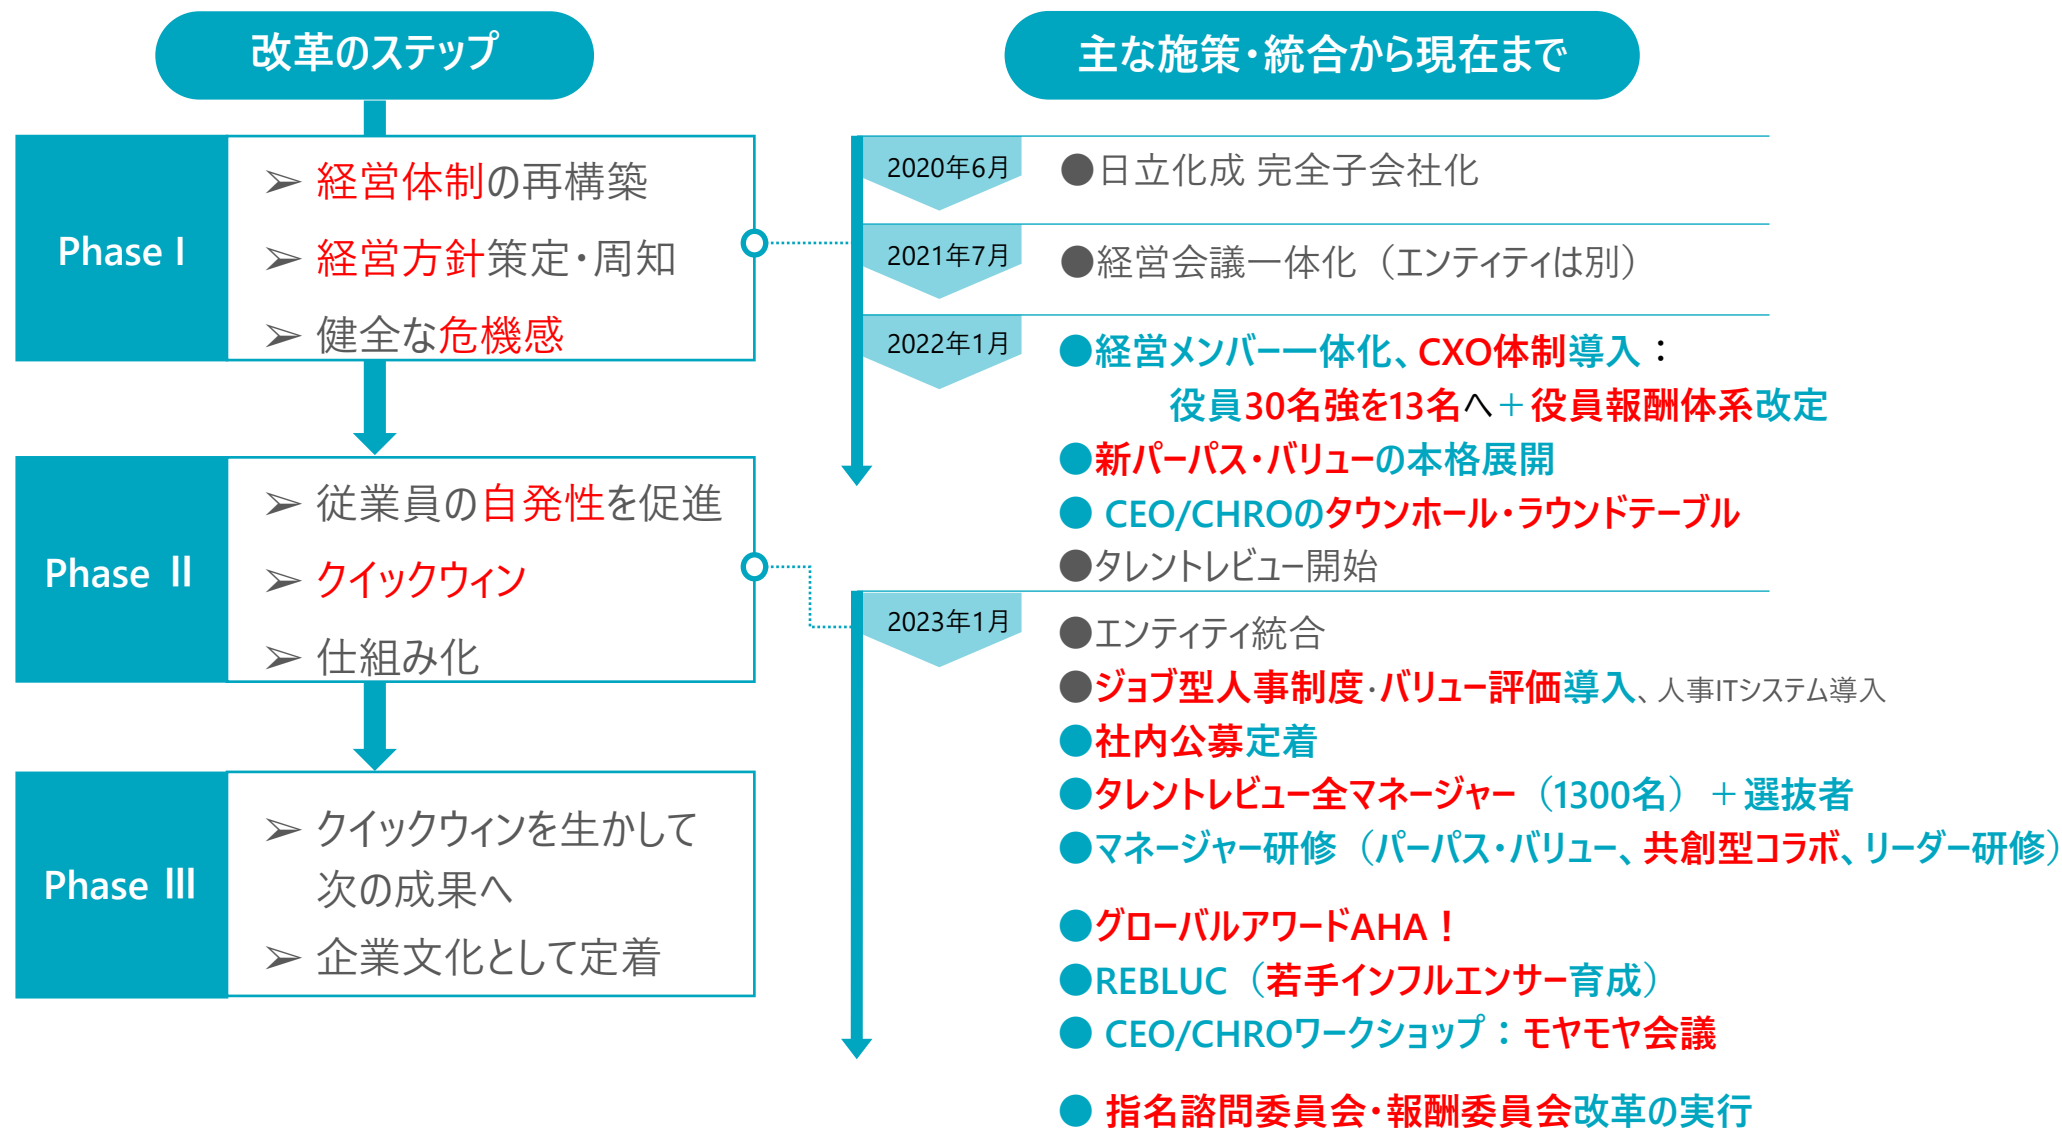 改革のステップ
Phase Ⅰ
➢ 経営体制の再構築
➢ 経営方針策定・周知
➢ 健全な危機感
Phase Ⅱ
➢ 従業員の自発性を促進
➢ クイックウィン
➢ 仕組み化
Phase Ⅲ
➢ クイックウィンを生かして
次の成果へ
➢ 企業文化として定着
主な施策・統合から現在まで
2020年6月
●日立化成 完全子会社化
2021年7月
●経営会議一体化（エンティティは別）
2022年1月
●経営メンバー一体化、CXO体制導入：
役員30名強を13名へ＋役員報酬体系改定
●新パーパス・バリューの本格展開
● CEO/CHROのタウンホール・ラウンドテーブル
●タレントレビュー開始
2023年1月
●エンティティ統合
●ジョブ型人事制度・バリュー評価導入、人事ITシステム導入
●社内公募定着
●タレントレビュー全マネージャー（1300名）＋選抜者
●マネージャー研修（パーパス・バリュー、共創型コラボ、リーダー研修）
●グローバルアワードAHA！
●REBLUC（若手インフルエンサー育成）
● CEO/CHROワークショップ：モヤモヤ会議
● 指名諮問委員会・報酬委員会改革の実行